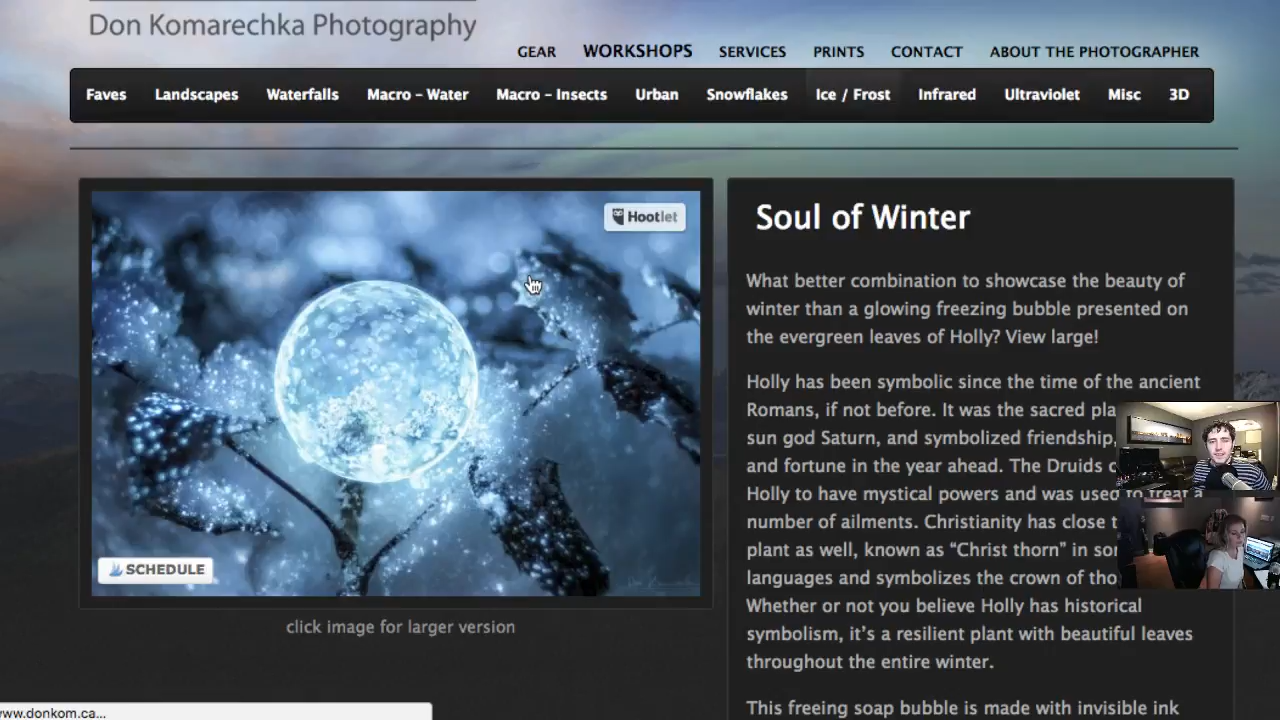 Don Komarechka Photography
GEAR WORKSHOPS SERVICES PRINTS CONTACT ABOUT THE PHOTOGRAPHER
Faves Landscapes Waterfalls Macro – Water Macro – Insects Urban Snowflakes Ice / Frost Infrared Ultraviolet Misc 3D
Hootlet
SCHEDULE
click image for larger version
Soul of Winter
What better combination to showcase the beauty of
winter than a glowing freezing bubble presented on
the evergreen leaves of Holly? View large!
Holly has been symbolic since the time of the ancient
Romans, if not before. It was the sacred
sun god Saturn, and symbolized friendship,
and fortune in the year ahead. The Druids
Holly to have mystical powers and was used to treat a
number of ailments. Christianity has close
plant as well, known as “Christ thorn” in
languages and symbolizes the crown of
Whether or not you believe Holly has historical
symbolism, it’s a resilient plant with beautiful leaves
throughout the entire winter.
This freezing soap bubble is made with invisible ink
www.donkom.ca...